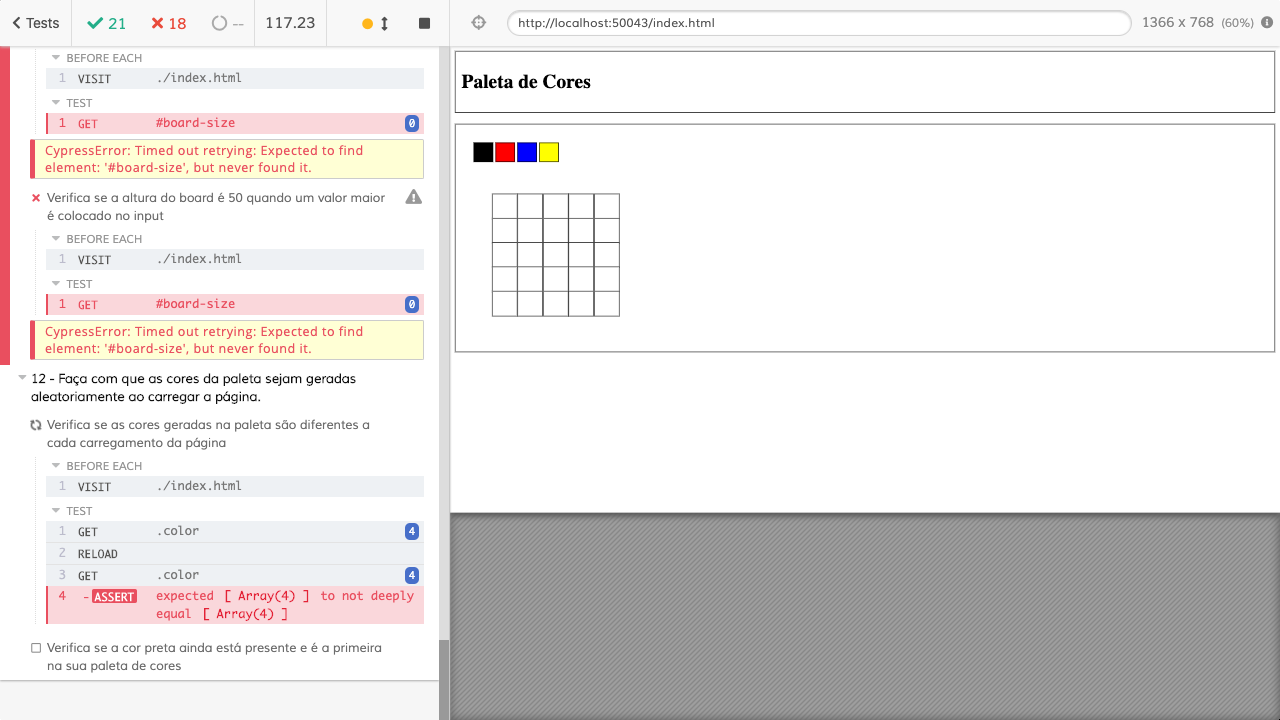 Tests 21 18 -- 117.23
BEFORE EACH
1 VISIT ./index.html
TEST
1 GET #board-size 0
CypressError: Timed out retrying: Expected to find
element: '#board-size', but never found it.
Verifica se a altura do board é 50 quando um valor maior
é colocado no input
BEFORE EACH
1 VISIT ./index.html
TEST
1 GET #board-size 0
CypressError: Timed out retrying: Expected to find
element: '#board-size', but never found it.
12 - Faça com que as cores da paleta sejam geradas
aleatoriamente ao carregar a página.
Verifica se as cores geradas na paleta são diferentes a
cada carregamento da página
BEFORE EACH
1 VISIT ./index.html
TEST
1 GET .color 4
2 RELOAD
3 GET .color 4
4 -ASSERT expected [ Array(4) ] to not deeply
equal [ Array(4) ]
Verifica se a cor preta ainda está presente e é a primeira
na sua paleta de cores
http://localhost:50043/index.html 1366 x 768 (60%)
Paleta de Cores